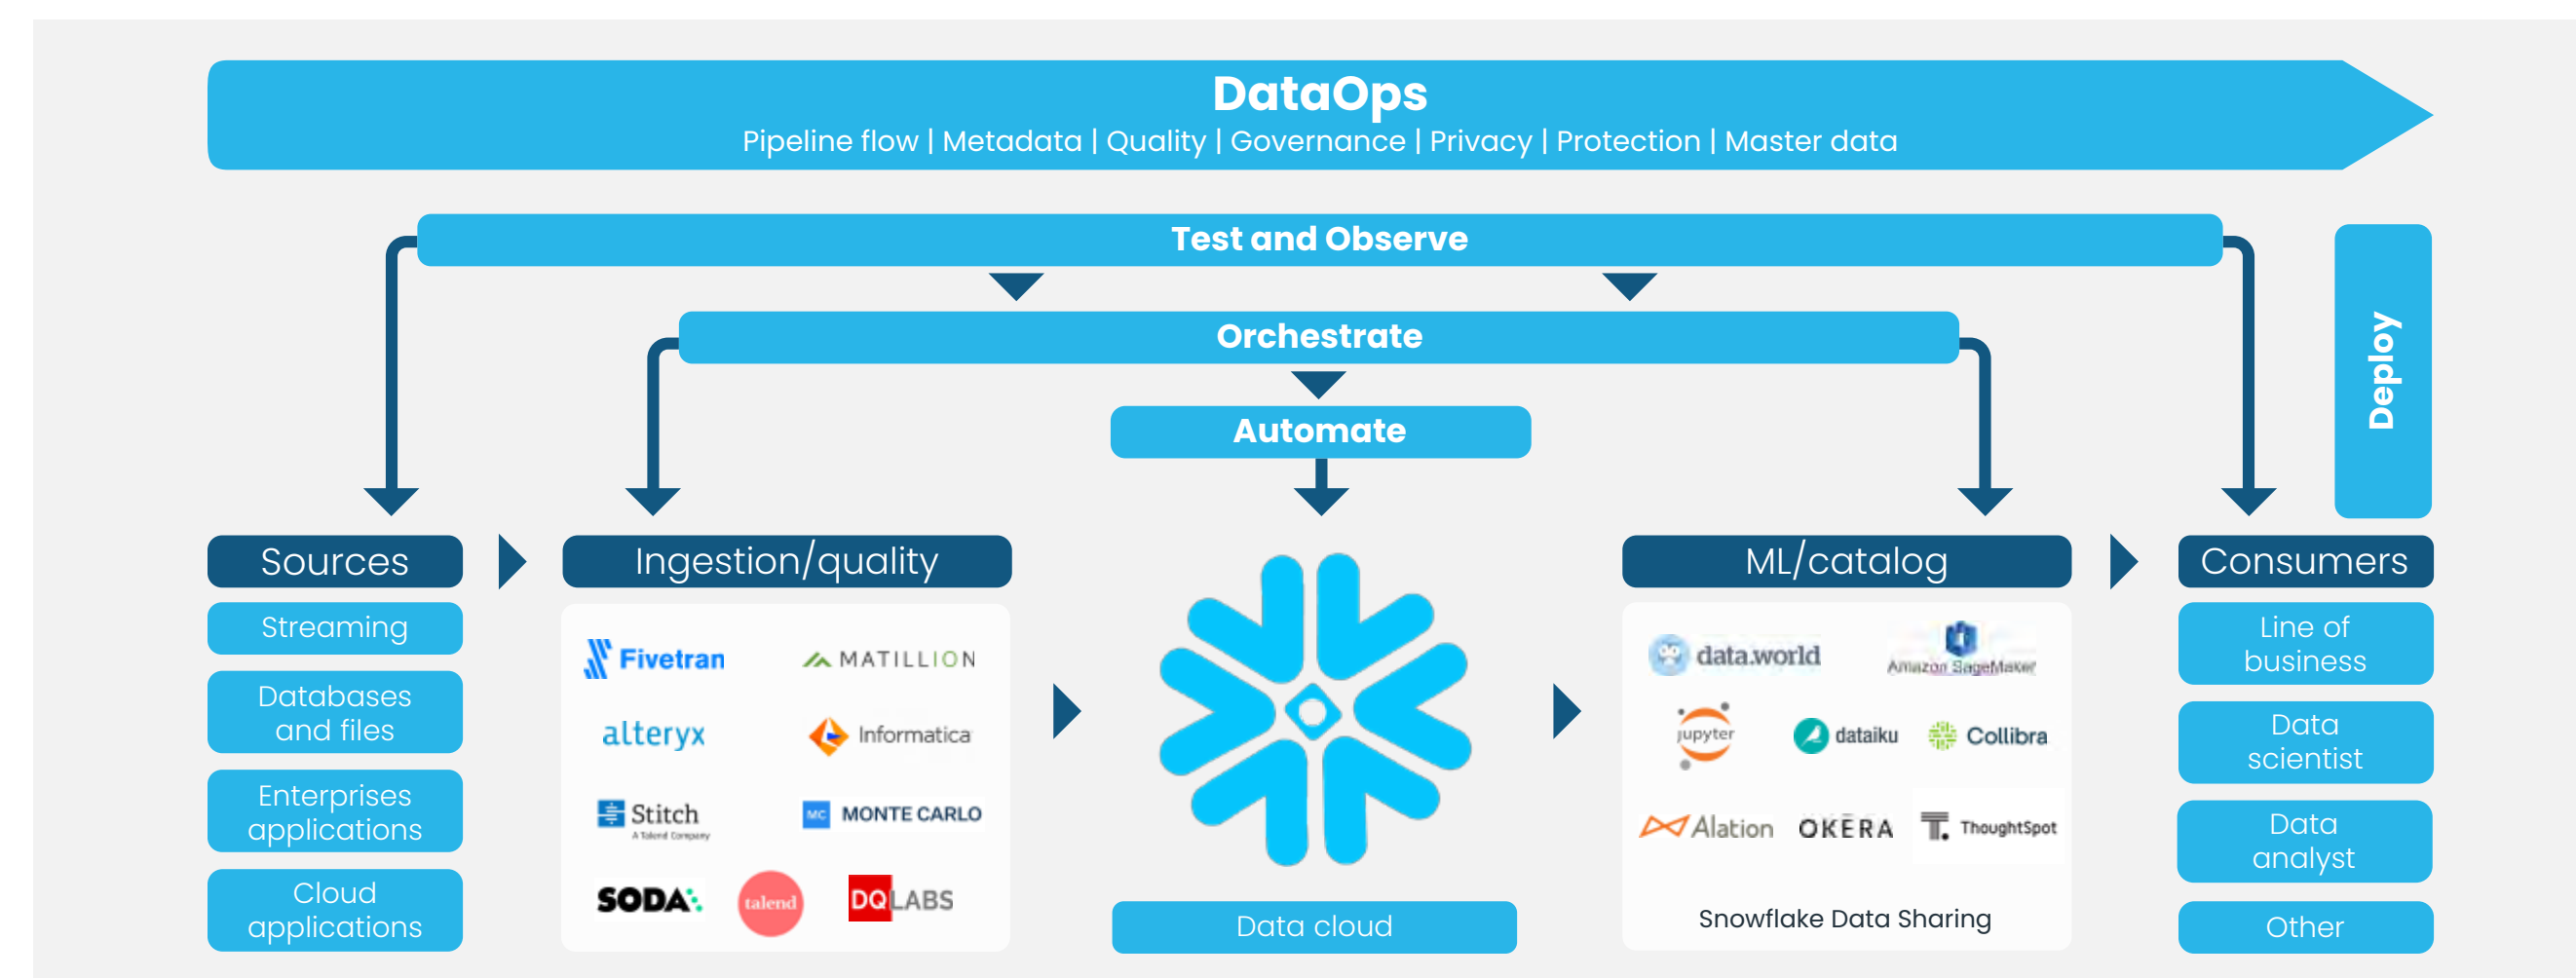 DataOps
Pipeline flow | Metadata | Quality | Governance | Privacy | Protection | Master data
Test and Observe
Orchestrate
Automate
Deploy
Sources
Streaming
Databases
and files
Enterprises
applications
Cloud
applications
Ingestion/quality
Fivetran
MATILLION
alteryx
Informatica
Stitch
A Talend Company
MC MONTE CARLO
SODA
talend
DQLABS
Data cloud
ML/catalog
data.world
Amazon SageMaker
jupyter
dataiku
Collibra
Alation
OKERA
T. ThoughtSpot
Snowflake Data Sharing
Consumers
Line of
business
Data
scientist
Data
analyst
Other